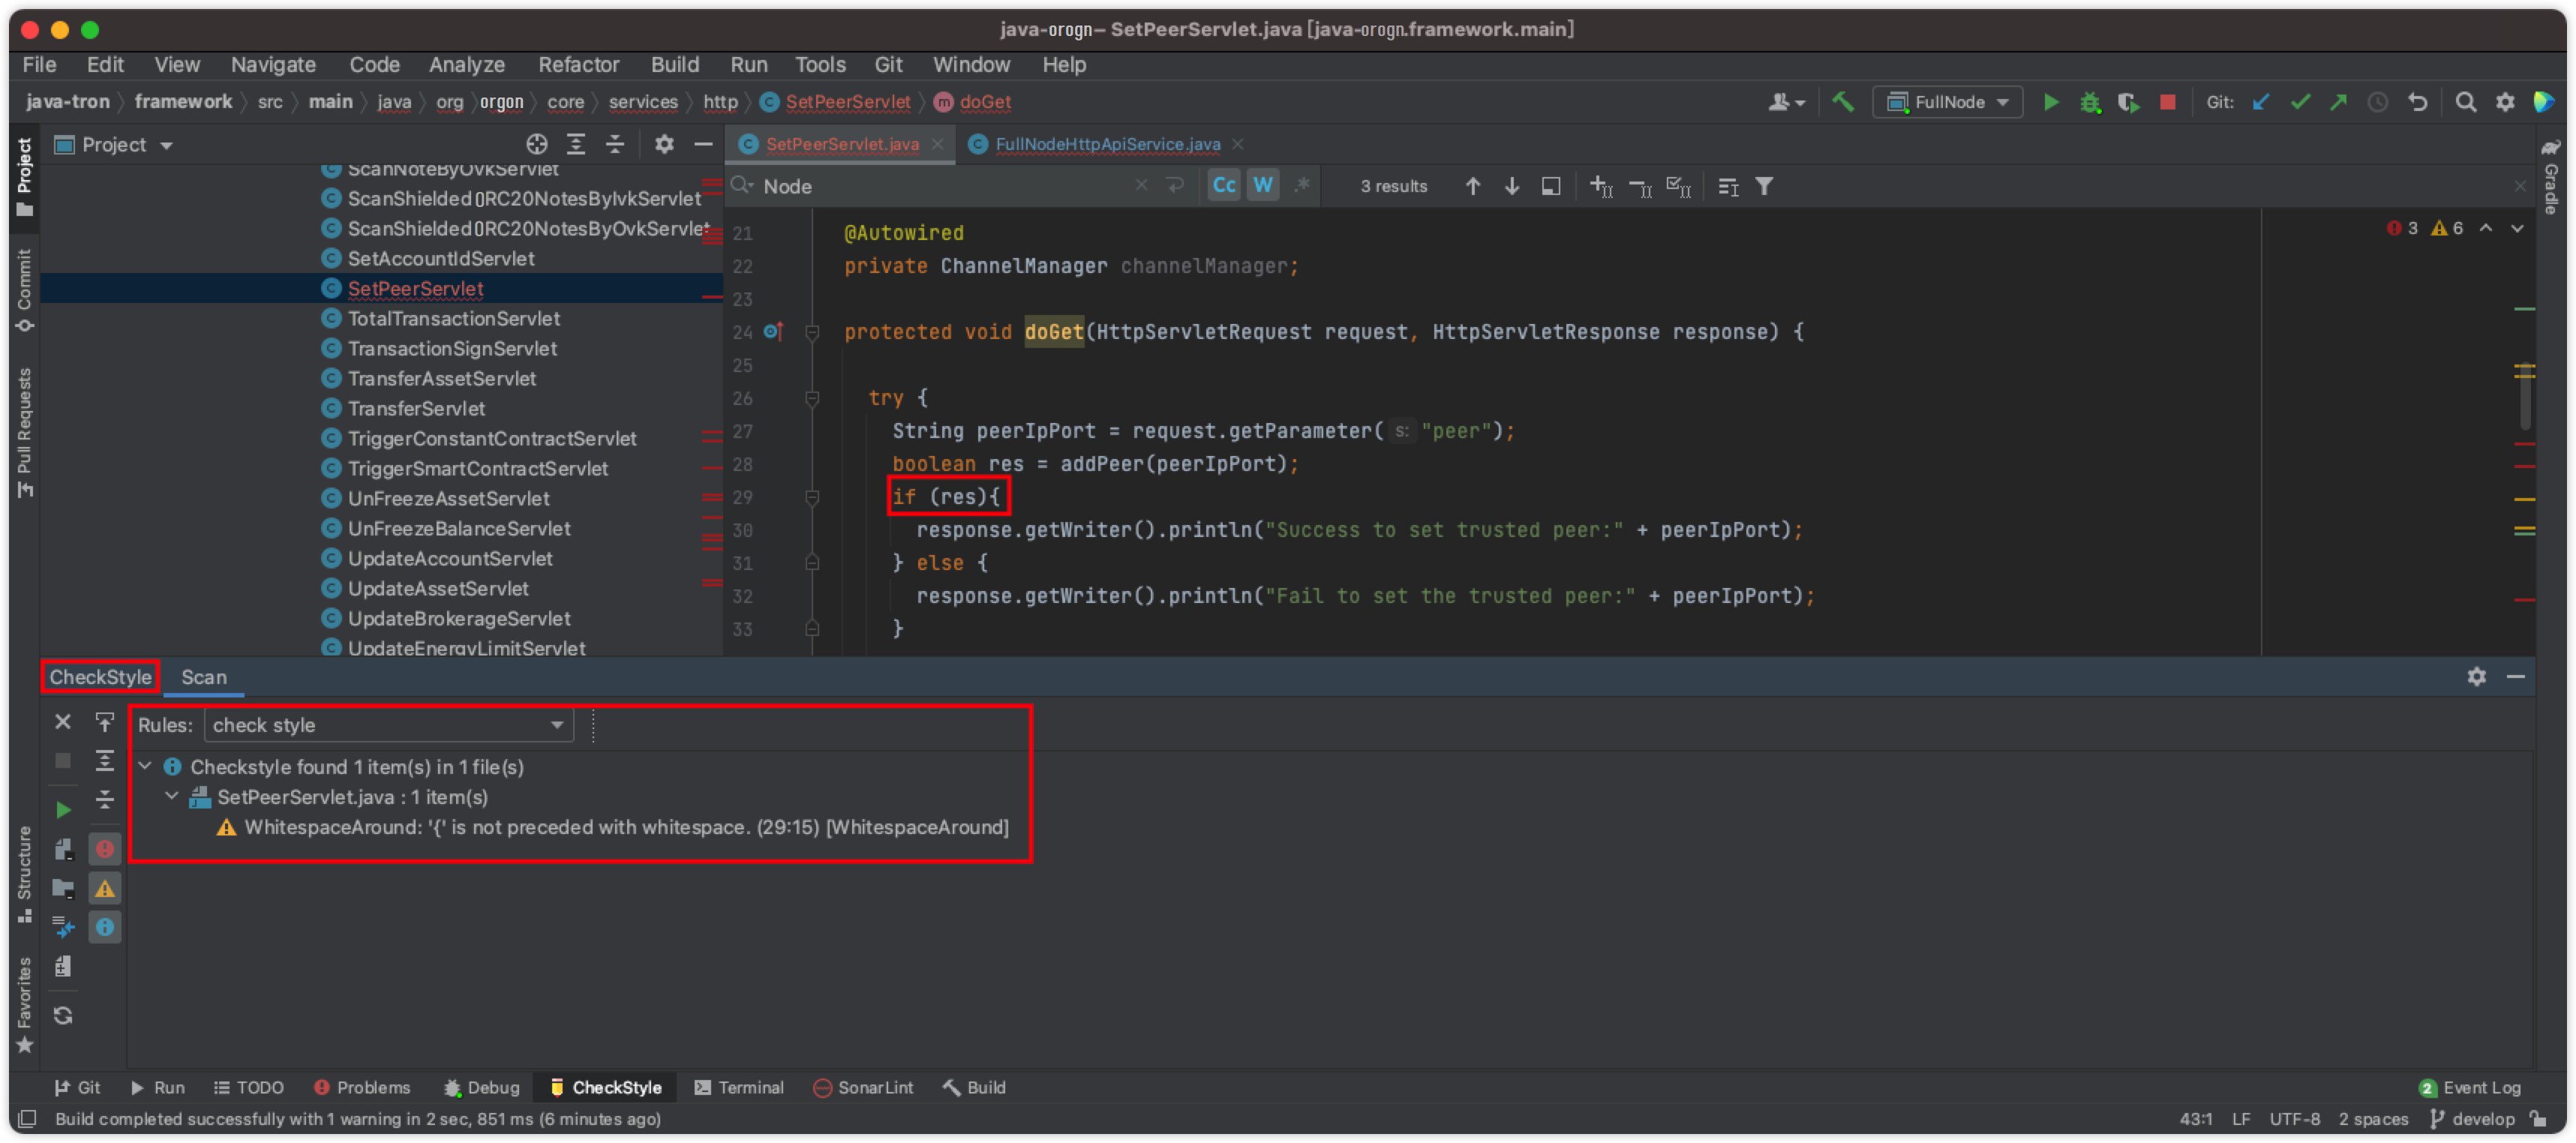 java-orogn– SetPeerServlet.java [java-orogn.framework.main]
File Edit View Navigate Code Analyze Refactor Build Run Tools Git Window Help
java-tron framework src main java org orgon core services http SetPeerServlet doGet
FullNode Git:
Project
SetPeerServlet.java FullNodeHttpApiService.java
Node Cc W .* 3 results
Project
Commit
Pull Requests
Structure
Favorites
Gradle
ScanNoteByOvkServlet
ScanShielded▯RC20NotesByIvkServlet
ScanShielded▯RC20NotesByOvkServlet
SetAccountIdServlet
SetPeerServlet
TotalTransactionServlet
TransactionSignServlet
TransferAssetServlet
TransferServlet
TriggerConstantContractServlet
TriggerSmartContractServlet
UnFreezeAssetServlet
UnFreezeBalanceServlet
UpdateAccountServlet
UpdateAssetServlet
UpdateBrokerageServlet
UpdateEnergyLimitServlet
3 6
21 @Autowired
22 private ChannelManager channelManager;
23
24 protected void doGet(HttpServletRequest request, HttpServletResponse response) {
25
26 try {
27 String peerIpPort = request.getParameter( s: "peer");
28 boolean res = addPeer(peerIpPort);
29 if (res){
30 response.getWriter().println("Success to set trusted peer:" + peerIpPort);
31 } else {
32 response.getWriter().println("Fail to set the trusted peer:" + peerIpPort);
33 }
CheckStyle Scan
Rules: check style
Checkstyle found 1 item(s) in 1 file(s)
SetPeerServlet.java : 1 item(s)
WhitespaceAround: '{' is not preceded with whitespace. (29:15) [WhitespaceAround]
Git Run TODO Problems Debug CheckStyle Terminal SonarLint Build 2 Event Log
Build completed successfully with 1 warning in 2 sec, 851 ms (6 minutes ago) 43:1 LF UTF-8 2 spaces develop